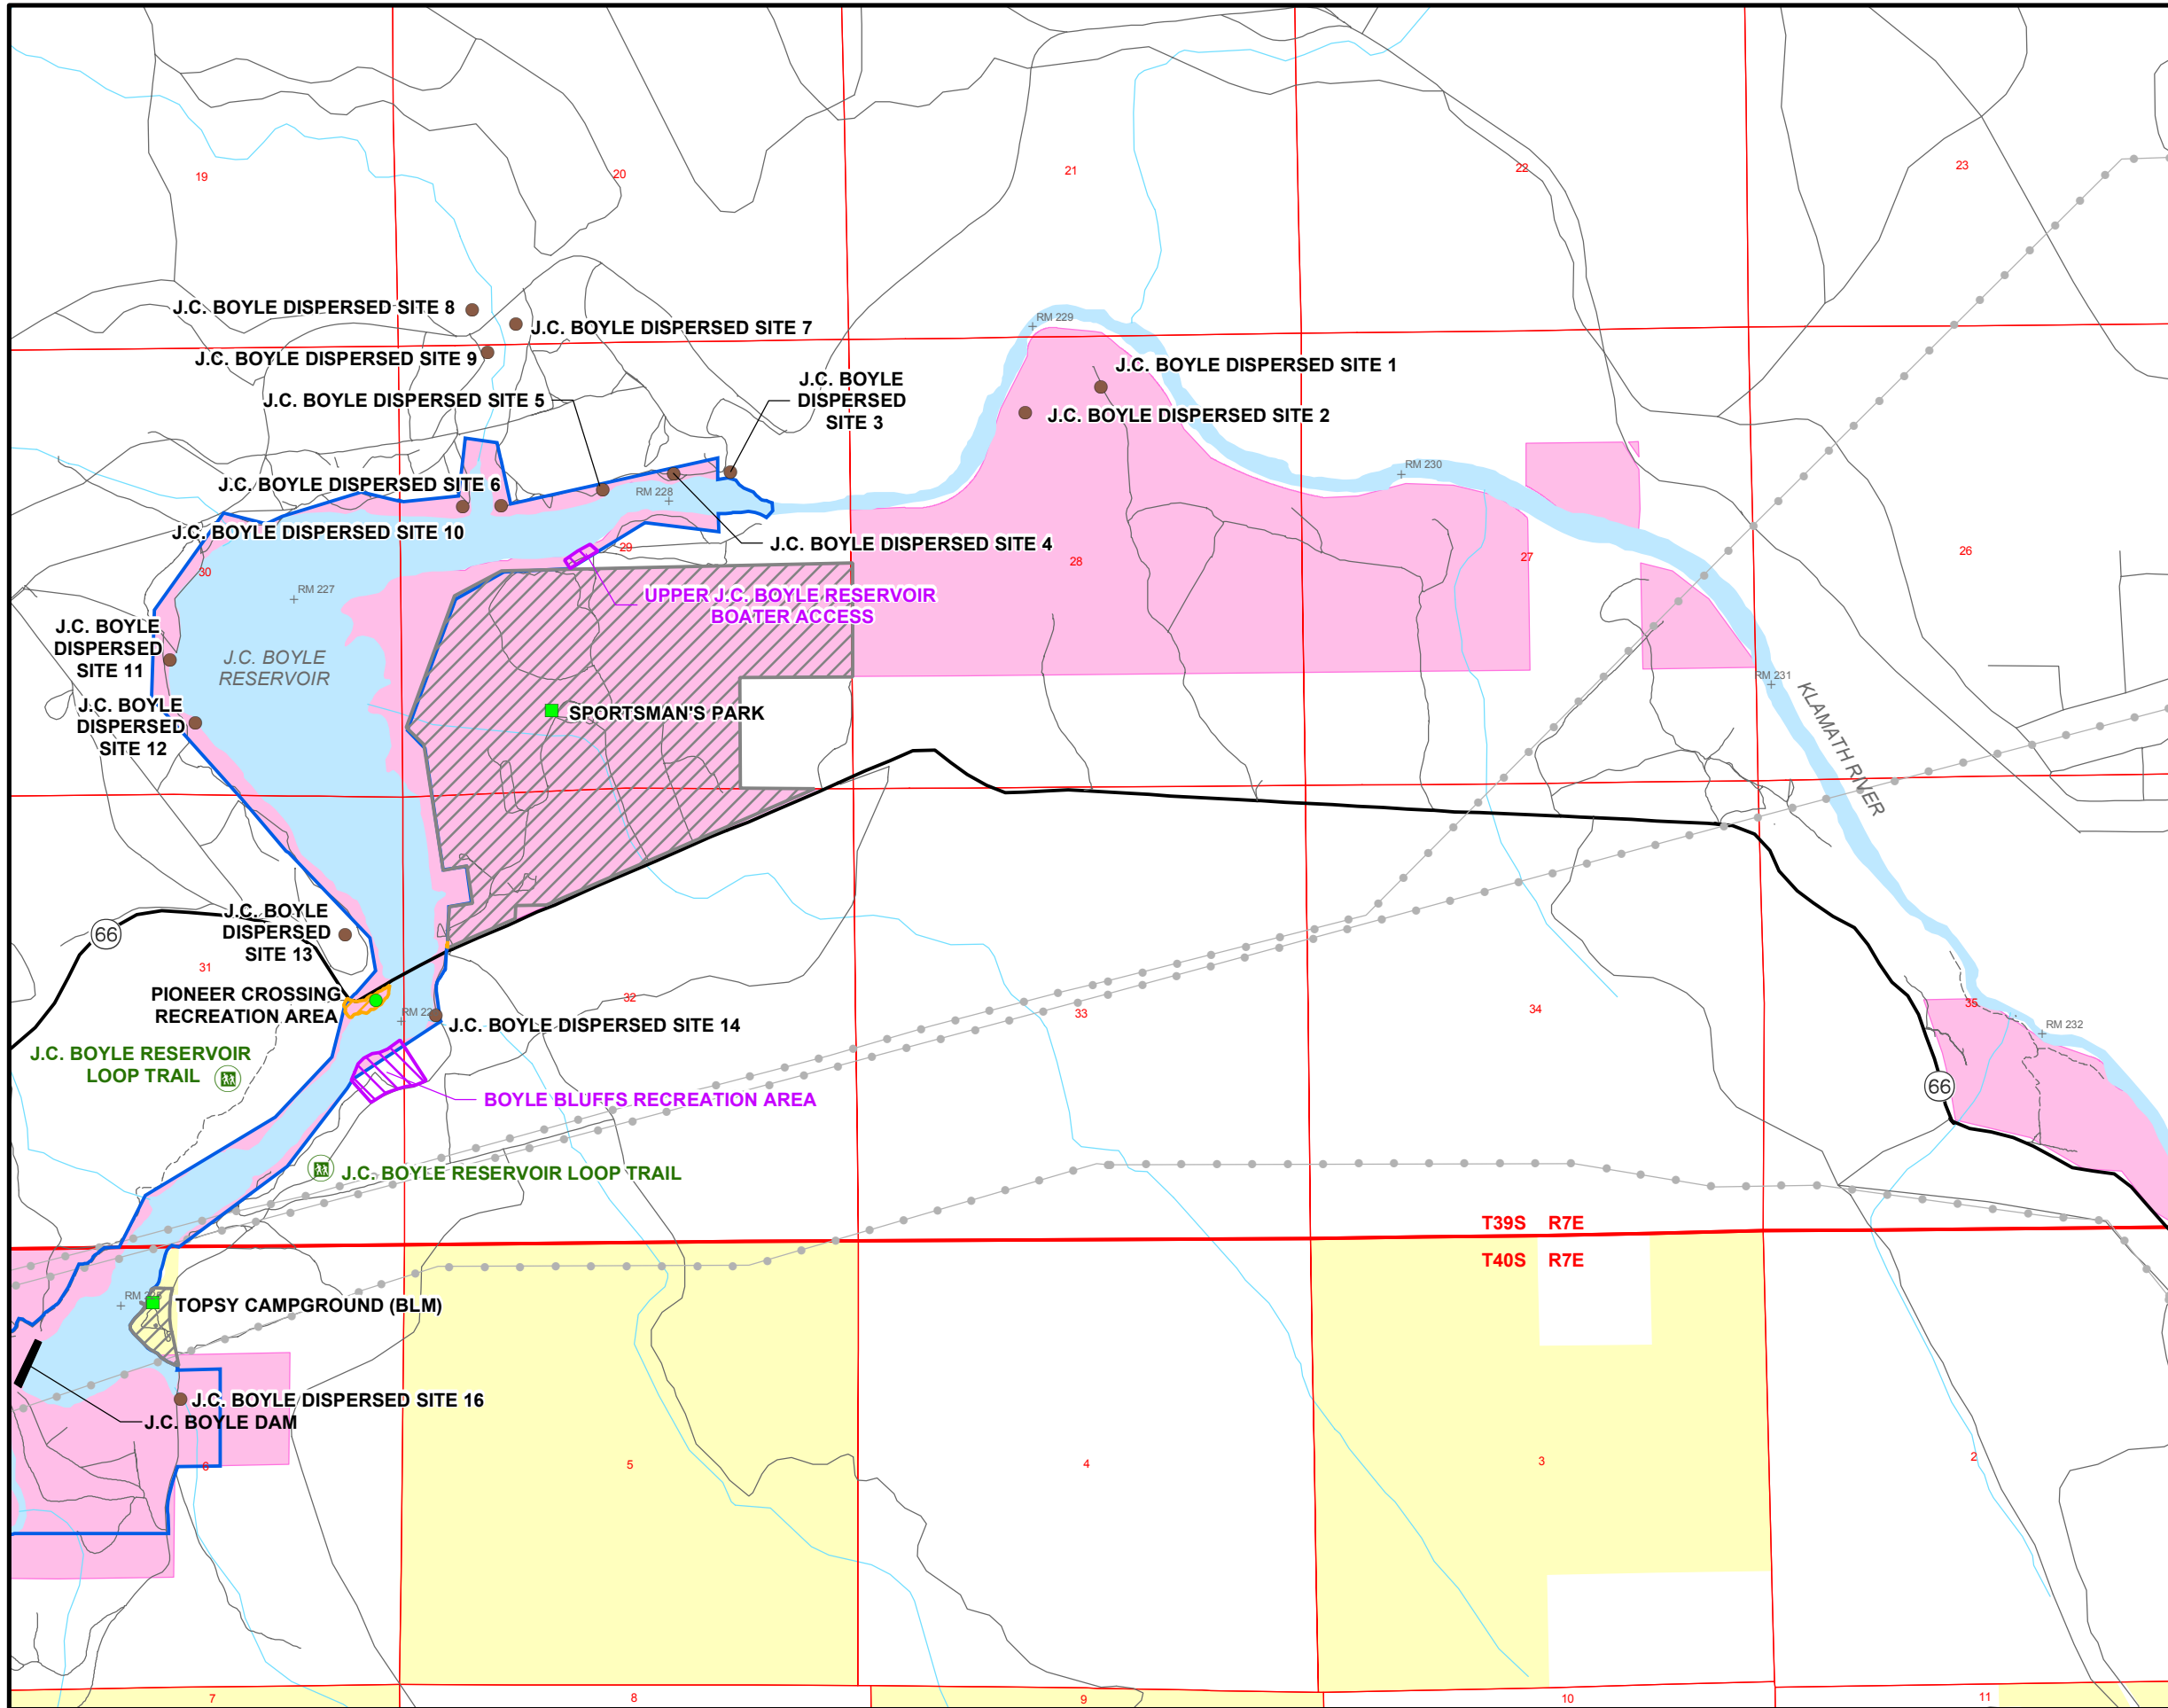 19
20
21
22
23
J.C. BOYLE DISPERSED SITE 8
J.C. BOYLE DISPERSED SITE 7
RM 229
J.C. BOYLE DISPERSED SITE 9
J.C. BOYLE DISPERSED SITE 1
J.C. BOYLE
DISPERSED
SITE 3
J.C. BOYLE DISPERSED SITE 5
J.C. BOYLE DISPERSED SITE 2
RM 230
J.C. BOYLE DISPERSED SITE 6
RM 228
J.C. BOYLE DISPERSED SITE 10
J.C. BOYLE DISPERSED SITE 4
29
30
28
27
26
RM 227
UPPER J.C. BOYLE RESERVOIR
BOATER ACCESS
J.C. BOYLE
DISPERSED
SITE 11
J.C. BOYLE
RESERVOIR
RM 231
KLAMATH RIVER
J.C. BOYLE
DISPERSED
SITE 12
SPORTSMAN'S PARK
66
J.C. BOYLE
DISPERSED
SITE 13
31
32
33
34
35
PIONEER CROSSING
RECREATION AREA
RM 22
J.C. BOYLE DISPERSED SITE 14
RM 232
J.C. BOYLE RESERVOIR
LOOP TRAIL
66
BOYLE BLUFFS RECREATION AREA
J.C. BOYLE RESERVOIR LOOP TRAIL
T39S R7E
T40S R7E
RM 225
TOPSY CAMPGROUND (BLM)
J.C. BOYLE DISPERSED SITE 16
J.C. BOYLE DAM
6
5
4
3
2
7
8
9
10
11